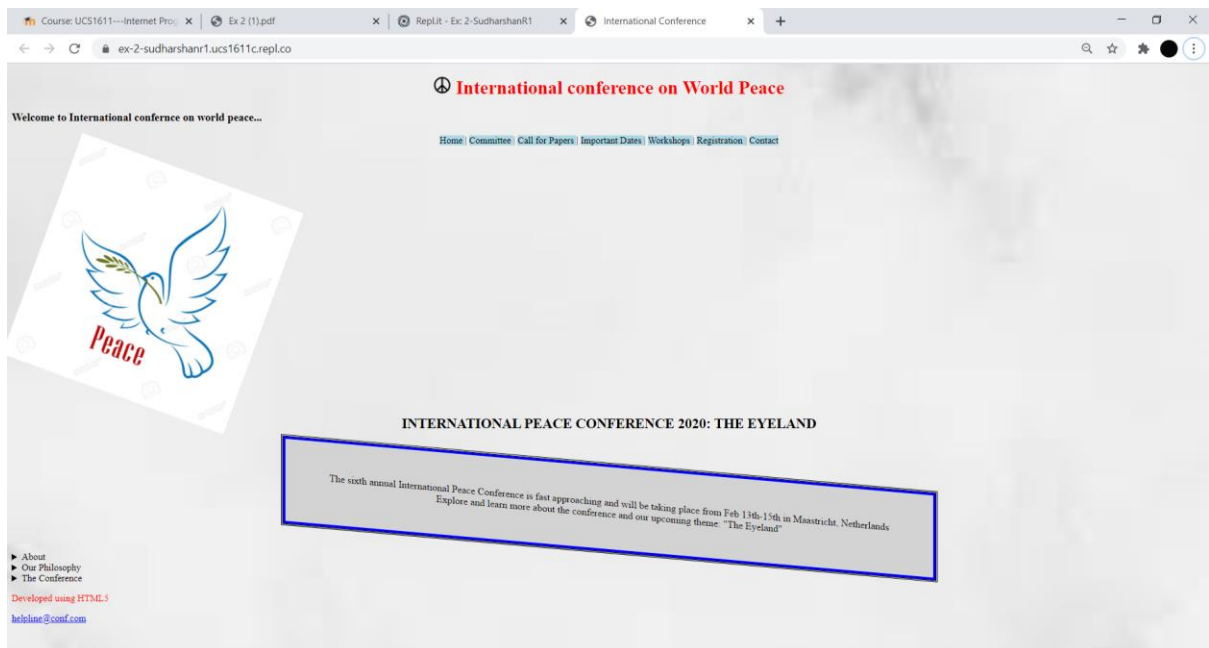 Course: UCS1611---Internet Prog
Ex 2 (1).pdf
Repl.it - Ex: 2-SudharshanR1
International Conference
ex-2-sudharshanr1.ucs1611c.repl.co
International conference on World Peace
Welcome to International confernce on world peace...
Home | Committee | Call for Papers | Important Dates | Workshops | Registration | Contact
Peace
INTERNATIONAL PEACE CONFERENCE 2020: THE EYELAND
The sixth annual International Peace Conference is fast approaching and will be taking place from Feb 13th-15th in Maastricht, Netherlands
Explore and learn more about the conference and our upcoming theme: "The Eyeland"
About
Our Philosophy
The Conference
Developed using HTML5
helpline@conf.com